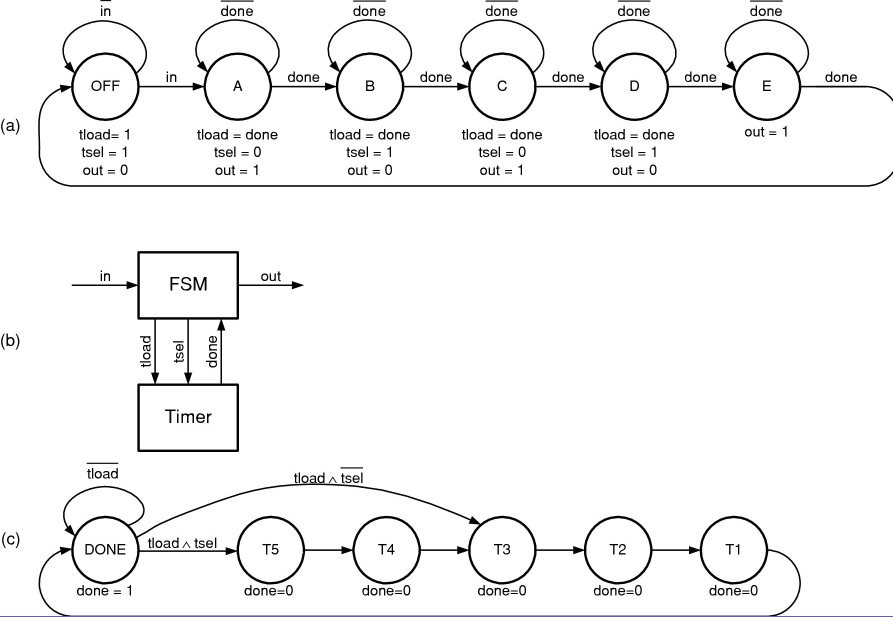 in done done done done done
(a) OFF in A done B done C done D done E done
tload= 1 tload = done tload = done tload = done tload = done out = 1
tsel = 1 tsel = 0 tsel = 1 tsel = 0 tsel = 1
out = 0 out = 1 out = 0 out = 1 out = 0
in FSM out
(b)
tload tsel done
Timer
tload
tload ∧ tsel
(c) DONE tload ∧ tsel T5 T4 T3 T2 T1
done = 1 done=0 done=0 done=0 done=0 done=0